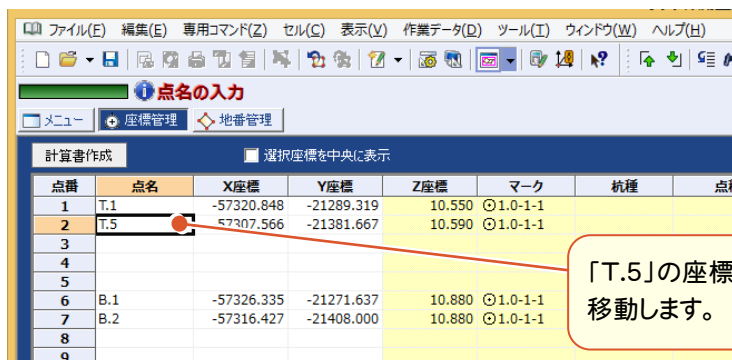 ファイル(F) 編集(E) 専用コマンド(Z) セル(C) 表示(V) 作業データ(D) ツール(T) ウィンドウ(W) ヘルプ(H)
点名の入力
メニュー 座標管理 地番管理
計算書作成 選択座標を中央に表示
点番 点名 X座標 Y座標 Z座標 マーク 杭種
1 T.1 -57320.848 -21289.319 10.550 1.0-1-1
2 T.5 -57307.566 -21381.667 10.590 1.0-1-1
3
4
5
6 B.1 -57326.335 -21271.637 10.880 1.0-1-1
7 B.2 -57316.427 -21408.000 10.880 1.0-1-1
8
9
「T.5」の座標
移動します。